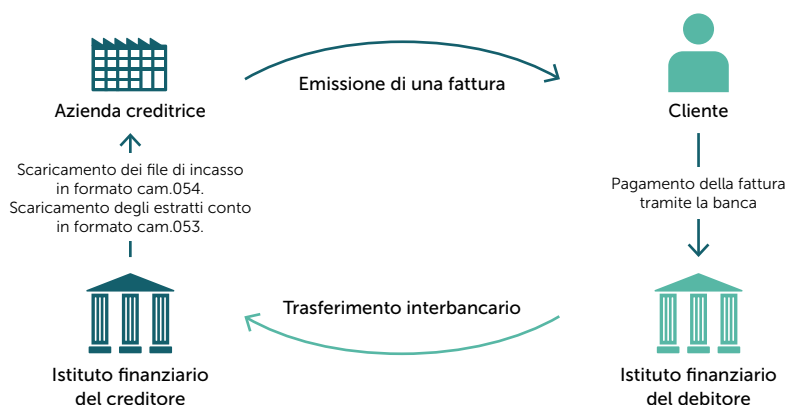 Emissione di una fattura
Azienda creditrice
Cliente
Scaricamento dei file di incasso
in formato cam.054.
Scaricamento degli estratti conto
in formato cam.053.
Pagamento della fattura
tramite la banca
Trasferimento interbancario
Istituto finanziario
del creditore
Istituto finanziario
del debitore